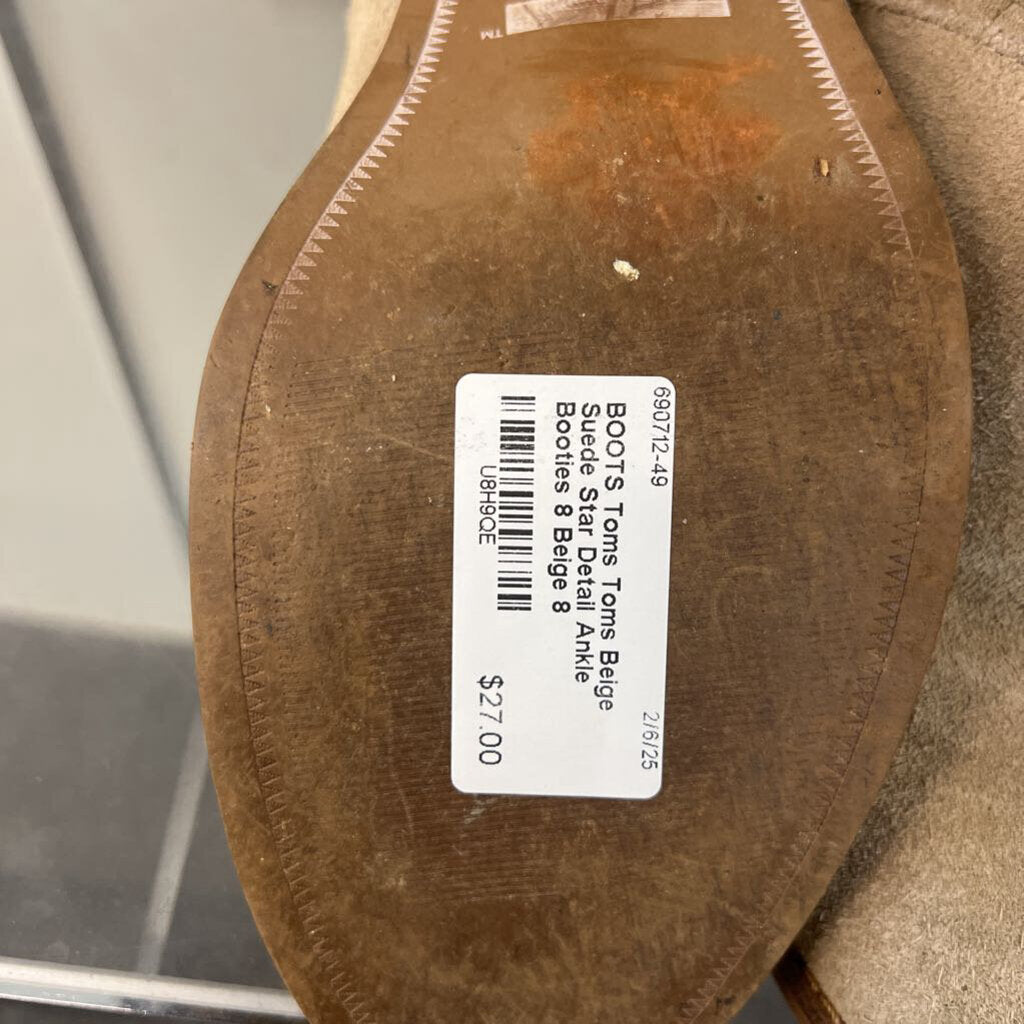 TM
690712-49
2/6/25
BOOTS Toms Toms Beige
Suede Star Detail Ankle
Booties 8 Beige 8
U8H9QE
$27.00